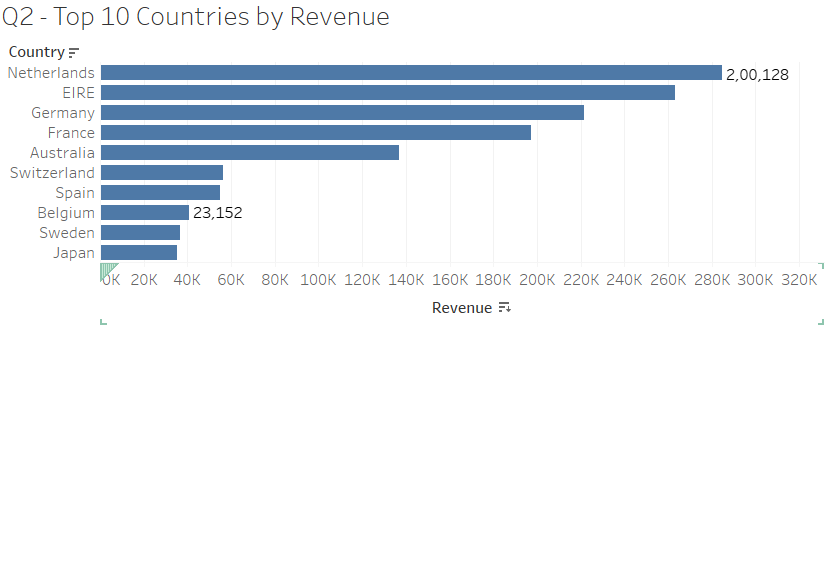 Q2 - Top 10 Countries by Revenue
Country
Netherlands 2,00,128
EIRE
Germany
France
Australia
Switzerland
Spain
Belgium 23,152
Sweden
Japan
0K 20K 40K 60K 80K 100K 120K 140K 160K 180K 200K 220K 240K 260K 280K 300K 320K
Revenue